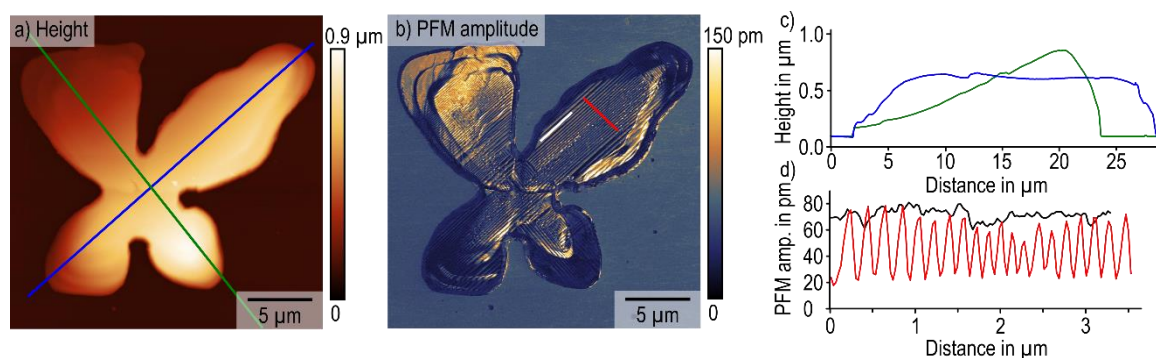 a) Height
0.9 µm
0
5 µm
b) PFM amplitude
150 pm
0
5 µm
c)
Height in µm
1.0
0.5
0.0
0
5
10
15
20
25
Distance in µm
d)
PFM amp. in pm
80
60
40
20
0
0
1
2
3
Distance in µm